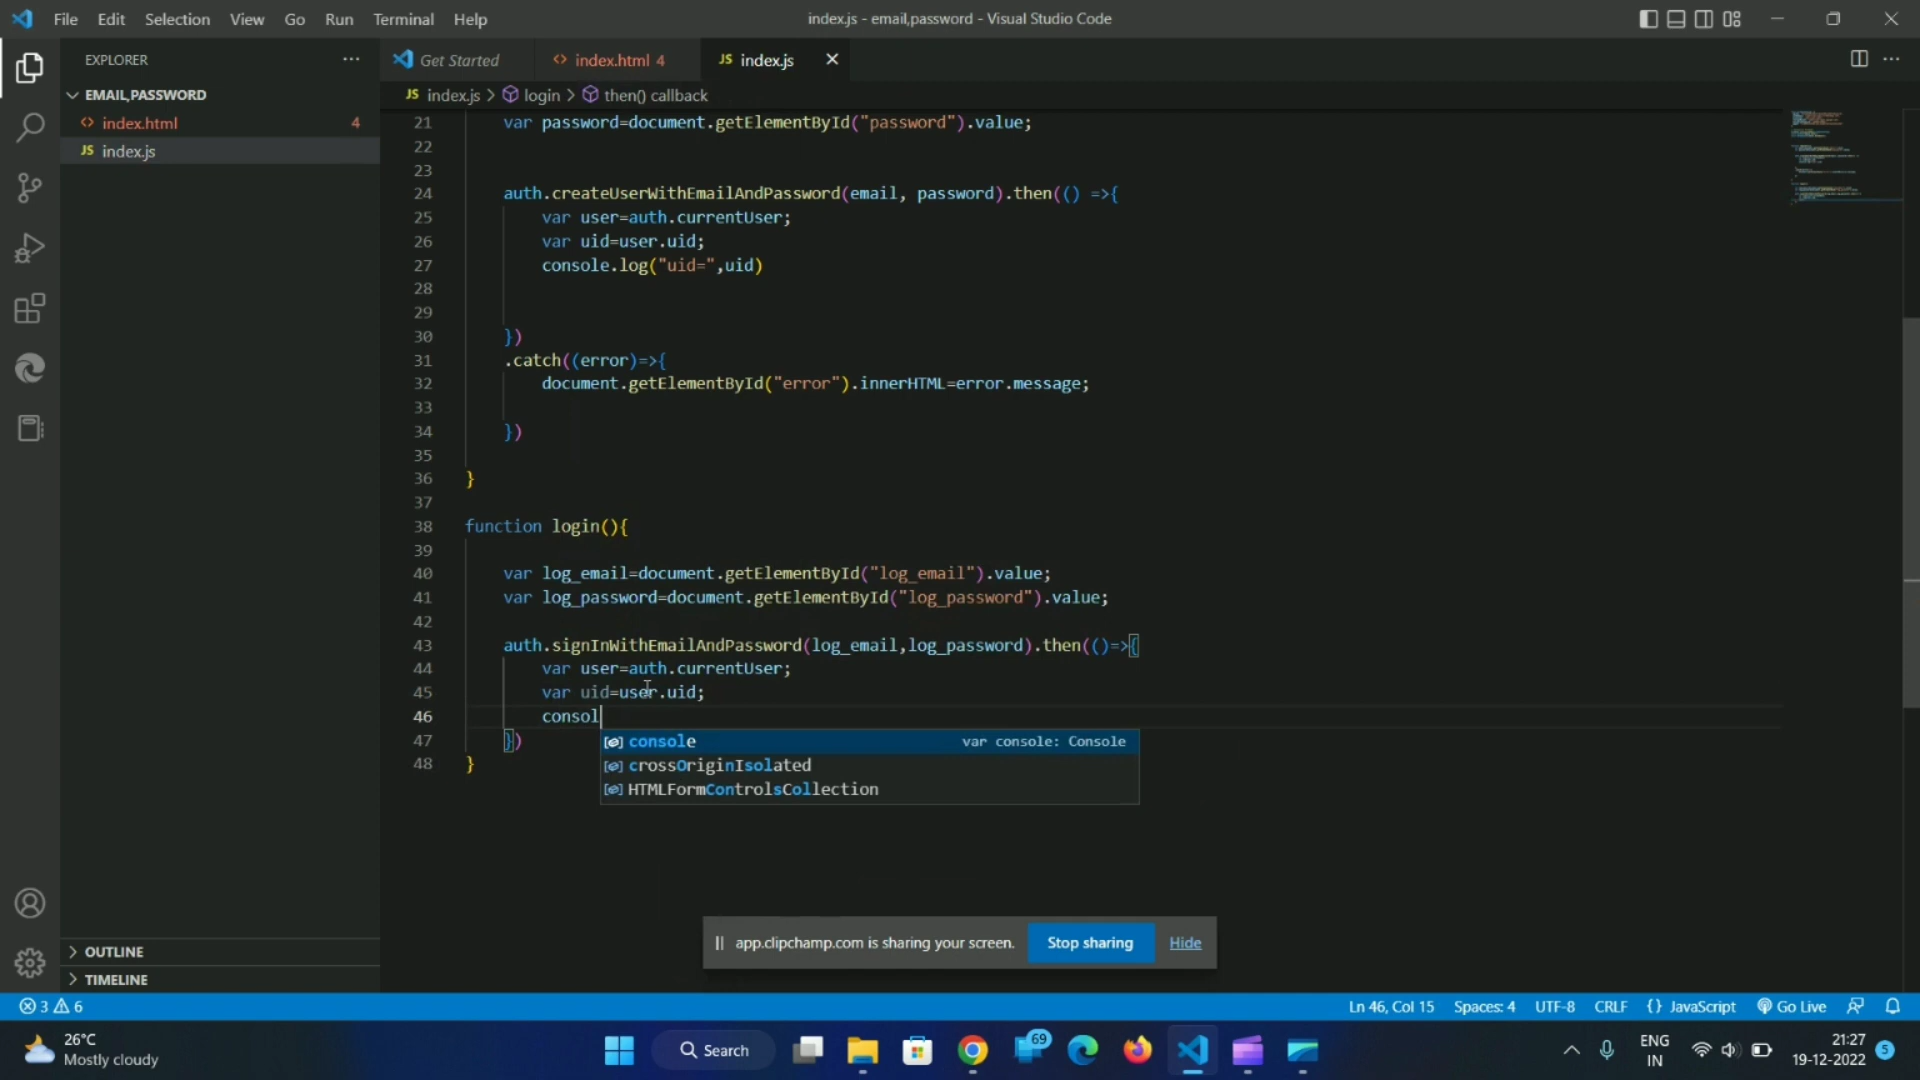 File Edit Selection View Go Run Terminal Help
index.js - email,password - Visual Studio Code
EXPLORER
Get Started
index.html 4
JS index.js
EMAIL,PASSWORD
JS index.js > login > then() callback
index.html 4
JS index.js
21 var password=document.getElementById("password").value;
22
23
24 auth.createUserWithEmailAndPassword(email, password).then(() =>{
25 var user=auth.currentUser;
26 var uid=user.uid;
27 console.log("uid=",uid)
28
29
30 })
31 .catch((error)=>{
32 document.getElementById("error").innerHTML=error.message;
33
34 })
35
36 }
37
38 function login(){
39
40 var log_email=document.getElementById("log_email").value;
41 var log_password=document.getElementById("log_password").value;
42
43 auth.signInWithEmailAndPassword(log_email,log_password).then(()=>{
44 var user=auth.currentUser;
45 var uid=user.uid;
46 consol
47 })
console var console: Console
48 }
crossOriginIsolated
HTMLFormControlsCollection
app.clipchamp.com is sharing your screen. Stop sharing Hide
OUTLINE
TIMELINE
3 6
Ln 46, Col 15 Spaces: 4 UTF-8 CRLF {} JavaScript Go Live
26°C
Mostly cloudy
Search
69
ENG
IN
21:27
19-12-2022
5